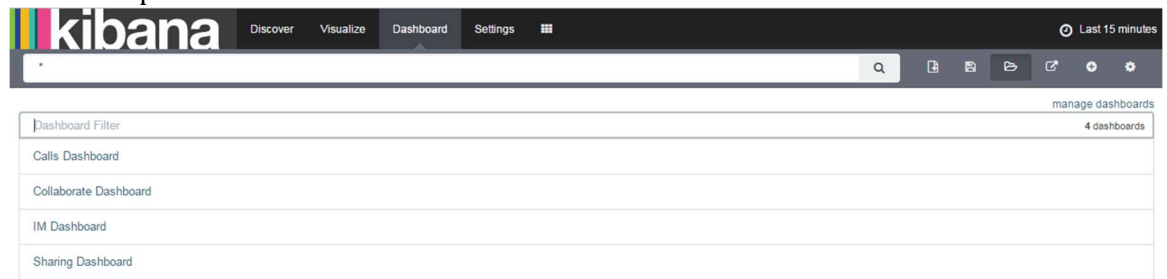 kibana Discover Visualize Dashboard Settings Last 15 minutes
*
manage dashboards
Dashboard Filter 4 dashboards
Calls Dashboard
Collaborate Dashboard
IM Dashboard
Sharing Dashboard